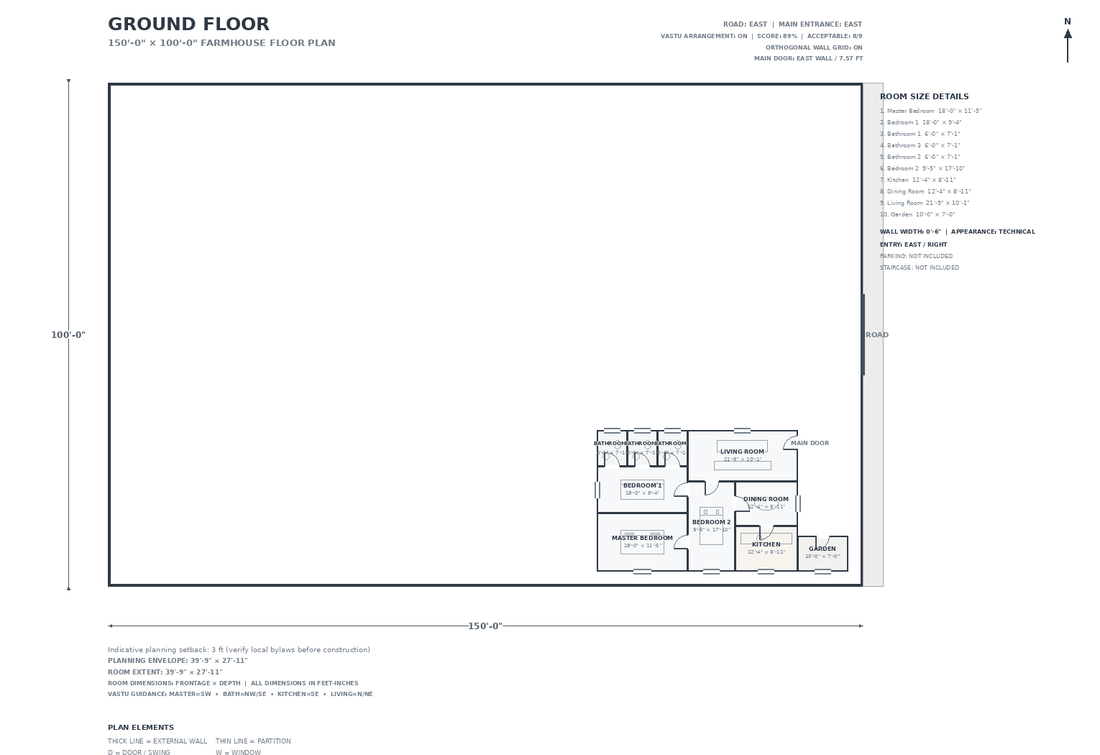 GROUND FLOOR
150'-0" × 100'-0" FARMHOUSE FLOOR PLAN
ROAD: EAST | MAIN ENTRANCE: EAST
VASTU ARRANGEMENT: ON | SCORE: 89% | ACCEPTABLE: 8/9
ORTHOGONAL WALL GRID: ON
MAIN DOOR: EAST WALL / 7.57 FT
N
ROOM SIZE DETAILS
1. Master Bedroom 18'-0" × 11'-5"
2. Bedroom 1 18'-0" × 9'-4"
3. Bathroom 1 6'-0" × 7'-1"
4. Bathroom 3 6'-0" × 7'-1"
5. Bathroom 2 6'-0" × 7'-1"
6. Bedroom 2 9'-5" × 17'-10"
7. Kitchen 12'-4" × 8'-11"
8. Dining Room 12'-4" × 8'-11"
9. Living Room 21'-9" × 10'-1"
10. Garden 10'-0" × 7'-0"
WALL WIDTH: 0'-6" | APPEARANCE: TECHNICAL
ENTRY: EAST / RIGHT
PARKING: NOT INCLUDED
STAIRCASE: NOT INCLUDED
100'-0"
ROAD
BATHROOM BATHROOM BATHROOM
MAIN DOOR
LIVING ROOM
21'-9" × 10'-1"
BEDROOM 1
18'-0" × 9'-4"
DINING ROOM
12'-4" × 8'-11"
BEDROOM 2
9'-5" × 17'-10"
MASTER BEDROOM
18'-0" × 11'-5"
KITCHEN
12'-4" × 8'-11"
GARDEN
10'-0" × 7'-0"
150'-0"
Indicative planning setback: 3 ft (verify local bylaws before construction)
PLANNING ENVELOPE: 39'-9" × 27'-11"
ROOM EXTENT: 39'-9" × 27'-11"
ROOM DIMENSIONS: FRONTAGE × DEPTH | ALL DIMENSIONS IN FEET-INCHES
VASTU GUIDANCE: MASTER=SW • BATH=NW/SE • KITCHEN=SE • LIVING=N/NE
PLAN ELEMENTS
THICK LINE = EXTERNAL WALL THIN LINE = PARTITION
D = DOOR / SWING W = WINDOW